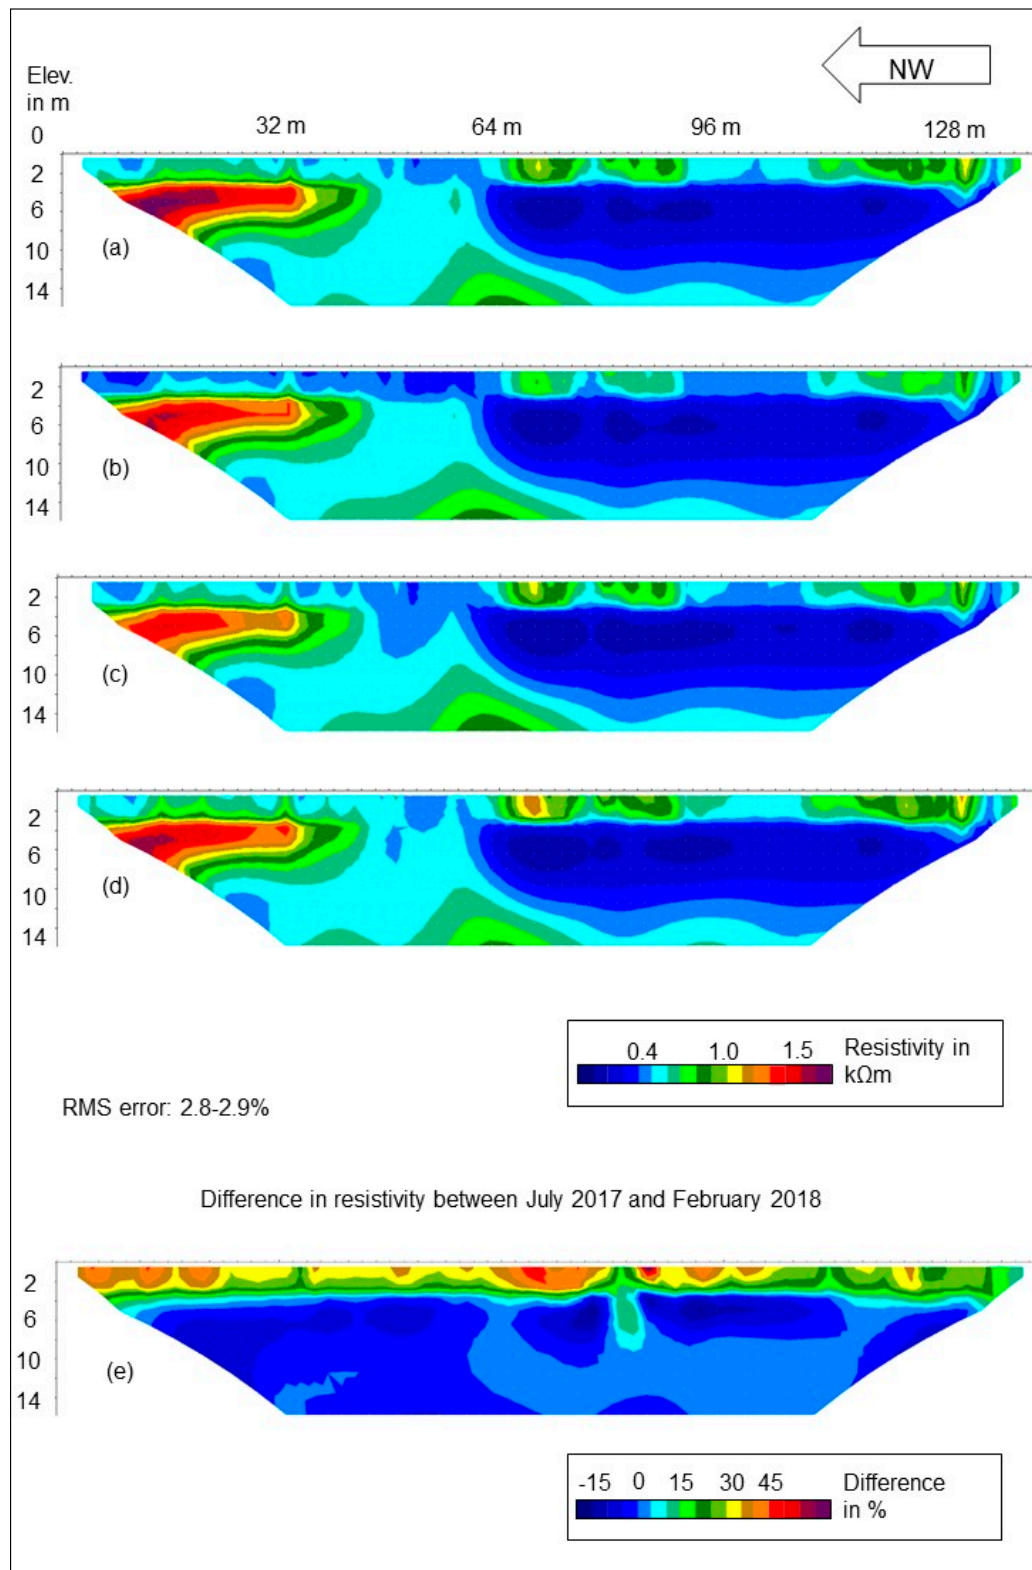 NW
Elev.
in m
0
32 m
64 m
96 m
128 m
2
6
10
14
(a)
2
6
10
14
(b)
2
6
10
14
(c)
2
6
10
14
(d)
0.4
1.0
1.5
Resistivity in
kΩm
RMS error: 2.8-2.9%
Difference in resistivity between July 2017 and February 2018
2
6
10
14
(e)
-15
0
15
30
45
Difference
in %